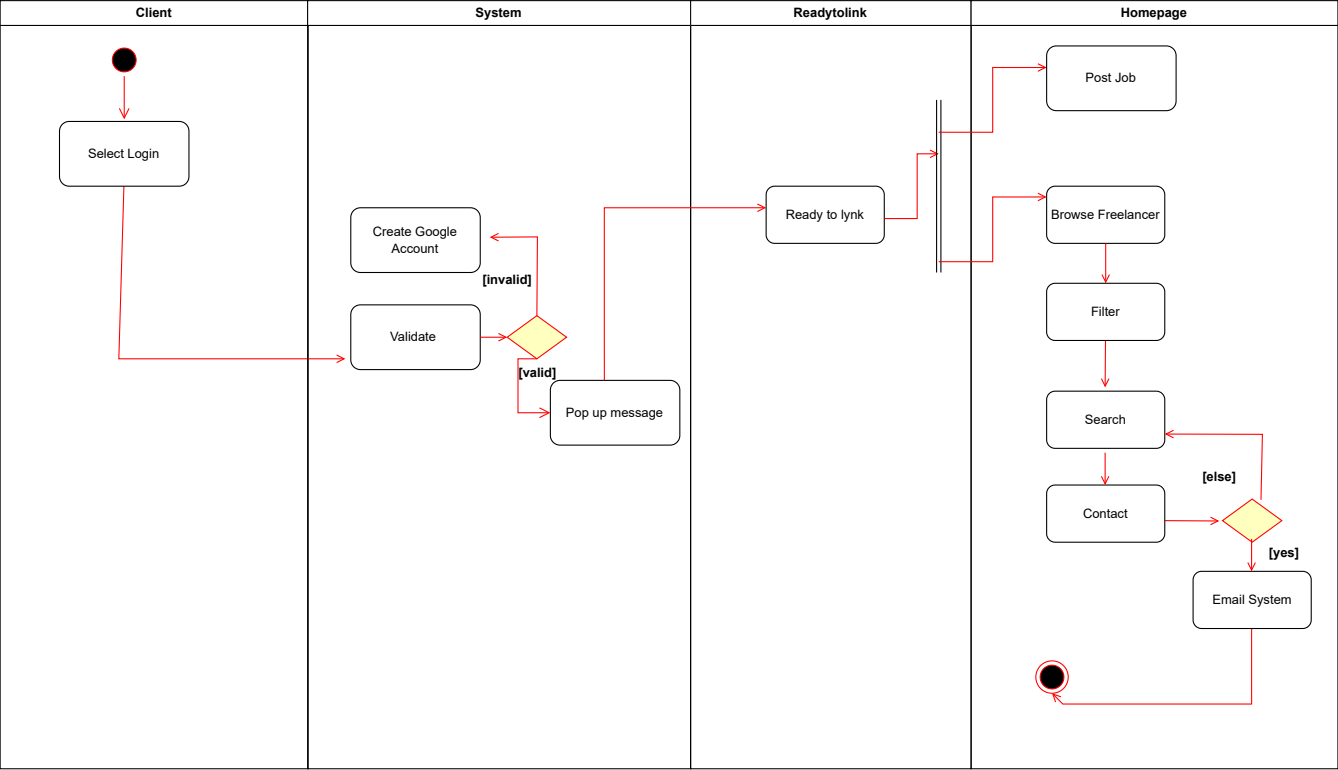 Client
System
Readytolink
Homepage
Select Login
Create Google
Account
[invalid]
Validate
[valid]
Pop up message
Ready to lynk
Post Job
Browse Freelancer
Filter
Search
[else]
Contact
[yes]
Email System